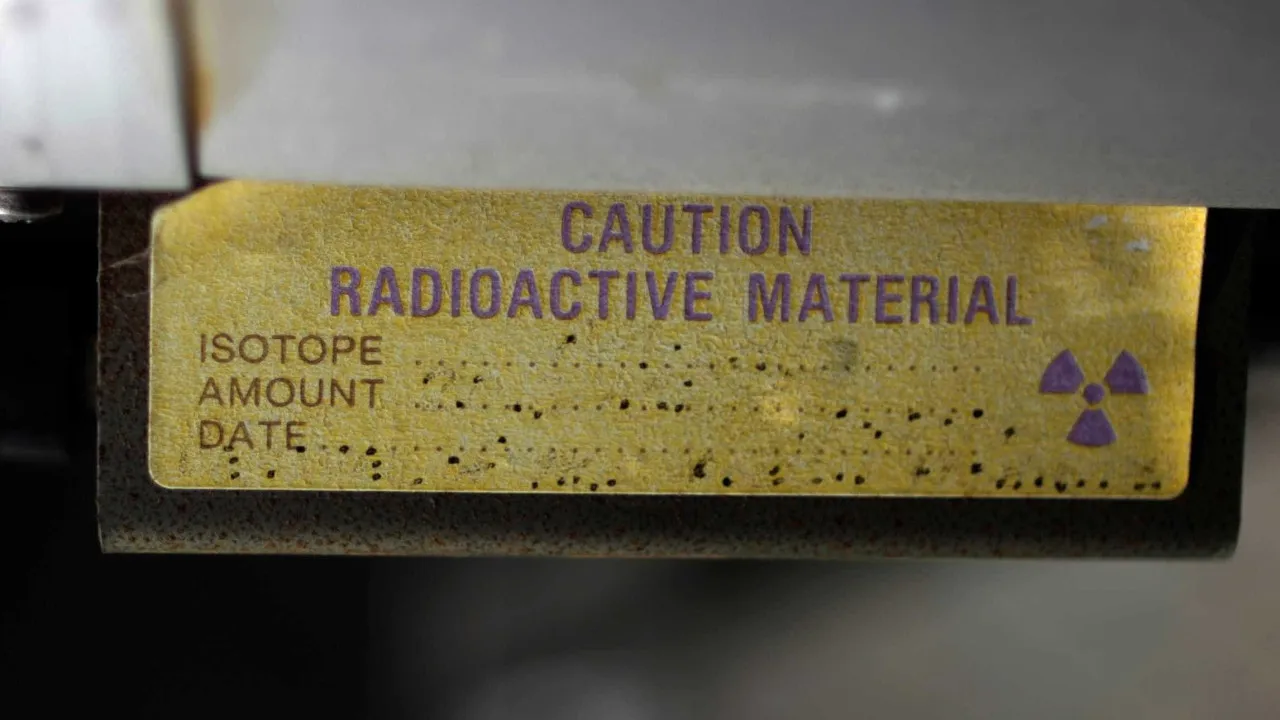 CAUTION
RADIOACTIVE MATERIAL
ISOTOPE
AMOUNT
DATE